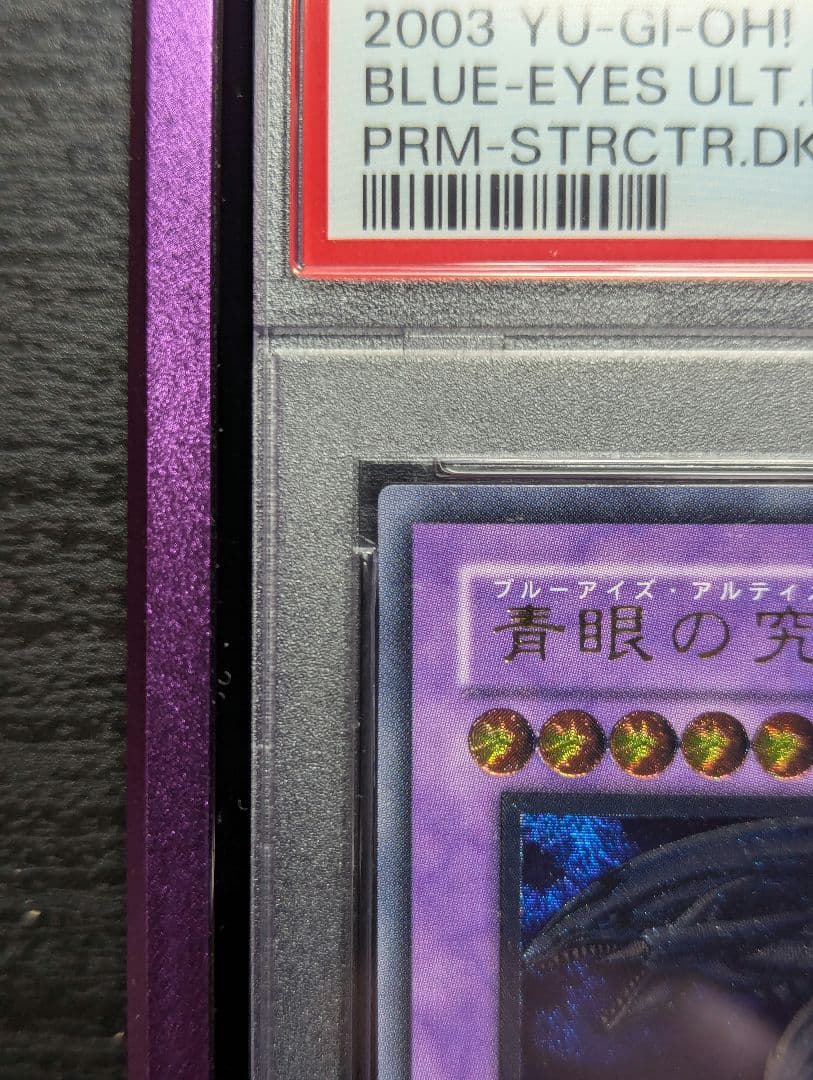 2003 YU-GI-OH!
BLUE-EYES ULT.
PRM-STRCTR.DK
ブルーアイズ・アルティ
青眼の究